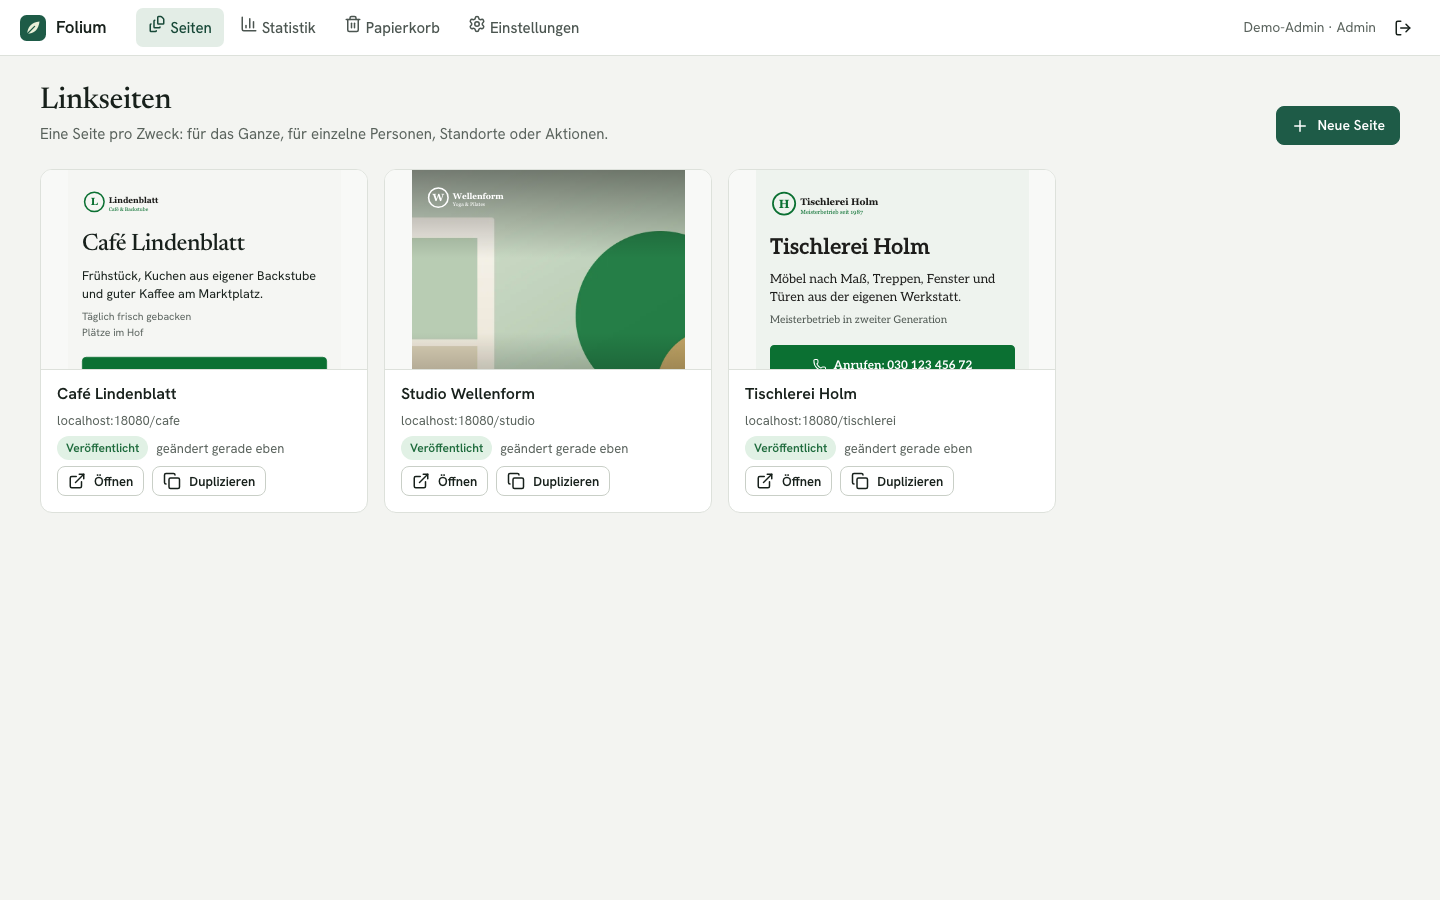 Folium
Seiten
Statistik
Papierkorb
Einstellungen
Demo-Admin · Admin
Linkseiten
Eine Seite pro Zweck: für das Ganze, für einzelne Personen, Standorte oder Aktionen.
Neue Seite
L
Lindenblatt
Café & Backstube
Café Lindenblatt
Frühstück, Kuchen aus eigener Backstube
und guter Kaffee am Marktplatz.
Täglich frisch gebacken
Plätze im Hof
Café Lindenblatt
localhost:18080/cafe
Veröffentlicht
geändert gerade eben
Öffnen
Duplizieren
W
Wellenform
Yoga & Pilates
Studio Wellenform
localhost:18080/studio
Veröffentlicht
geändert gerade eben
Öffnen
Duplizieren
H
Tischlerei Holm
Meisterbetrieb seit 1987
Tischlerei Holm
Möbel nach Maß, Treppen, Fenster und
Türen aus der eigenen Werkstatt.
Meisterbetrieb in zweiter Generation
Anrufen: 030 123 456 72
Tischlerei Holm
localhost:18080/tischlerei
Veröffentlicht
geändert gerade eben
Öffnen
Duplizieren